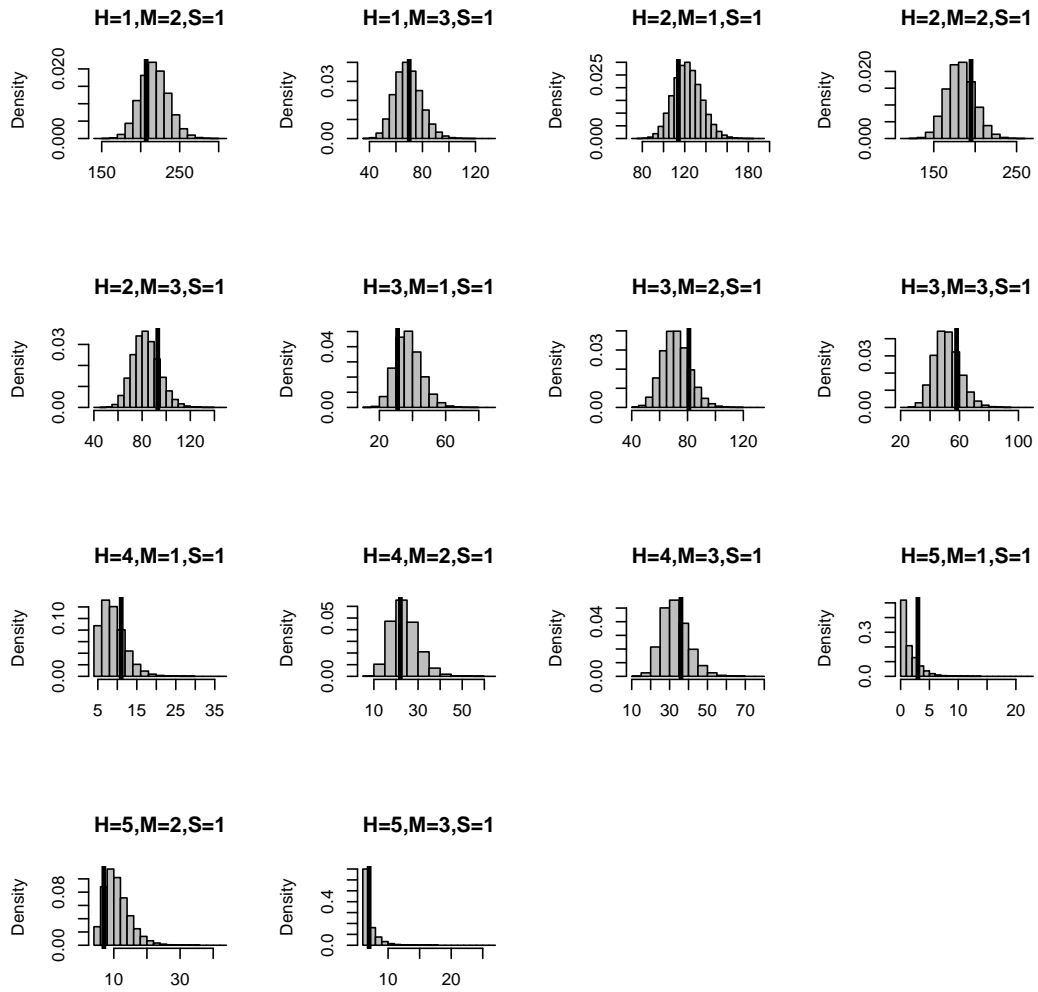 H=1,M=2,S=1
Density
0.000
0.020
150
250
H=1,M=3,S=1
Density
0.00
0.03
40
80
120
H=2,M=1,S=1
Density
0.000
0.025
80
120
180
H=2,M=2,S=1
Density
0.000
0.020
150
250
H=2,M=3,S=1
Density
0.00
0.03
40
80
120
H=3,M=1,S=1
Density
0.00
0.04
20
60
H=3,M=2,S=1
Density
0.00
0.03
40
80
120
H=3,M=3,S=1
Density
0.00
0.03
20
60
100
H=4,M=1,S=1
Density
0.00
0.10
5
15
25
35
H=4,M=2,S=1
Density
0.00
0.05
10
30
50
H=4,M=3,S=1
Density
0.00
0.04
10
30
50
70
H=5,M=1,S=1
Density
0.0
0.3
0
5
10
20
H=5,M=2,S=1
Density
0.00
0.08
10
30
H=5,M=3,S=1
Density
0.0
0.4
10
20